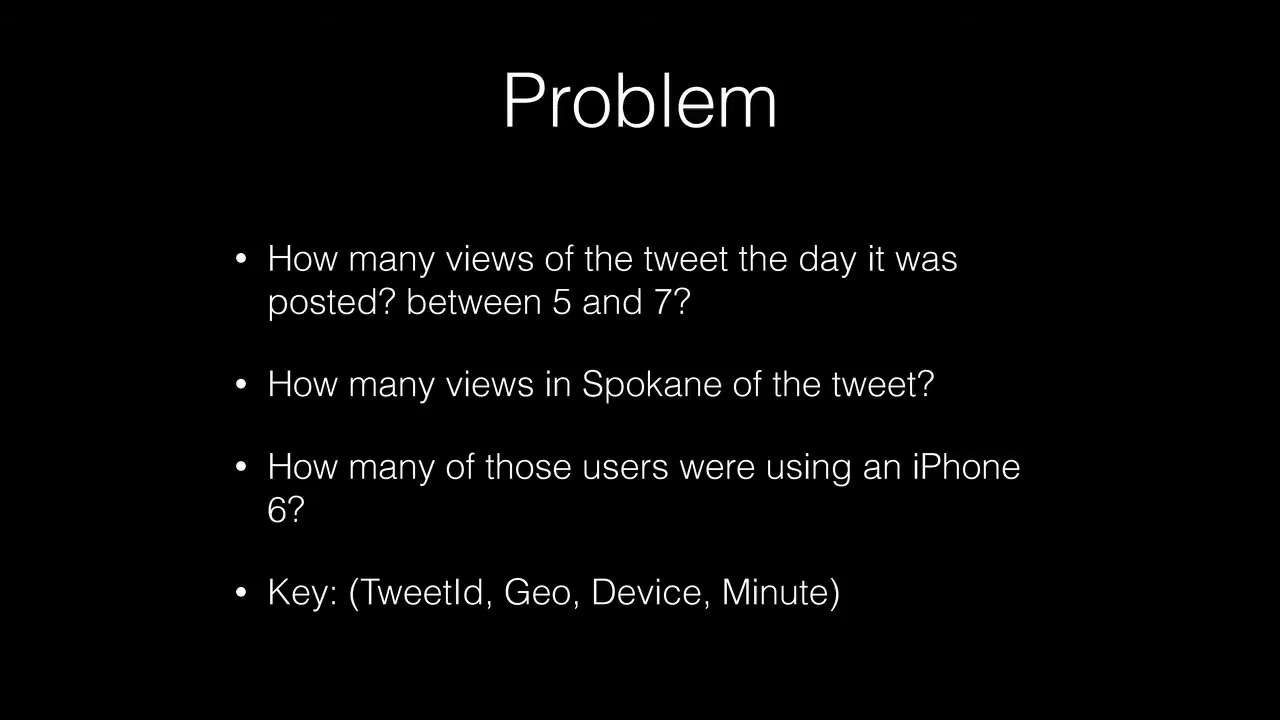 Problem
• How many views of the tweet the day it was
posted? between 5 and 7?
• How many views in Spokane of the tweet?
• How many of those users were using an iPhone
6?
• Key: (TweetId, Geo, Device, Minute)